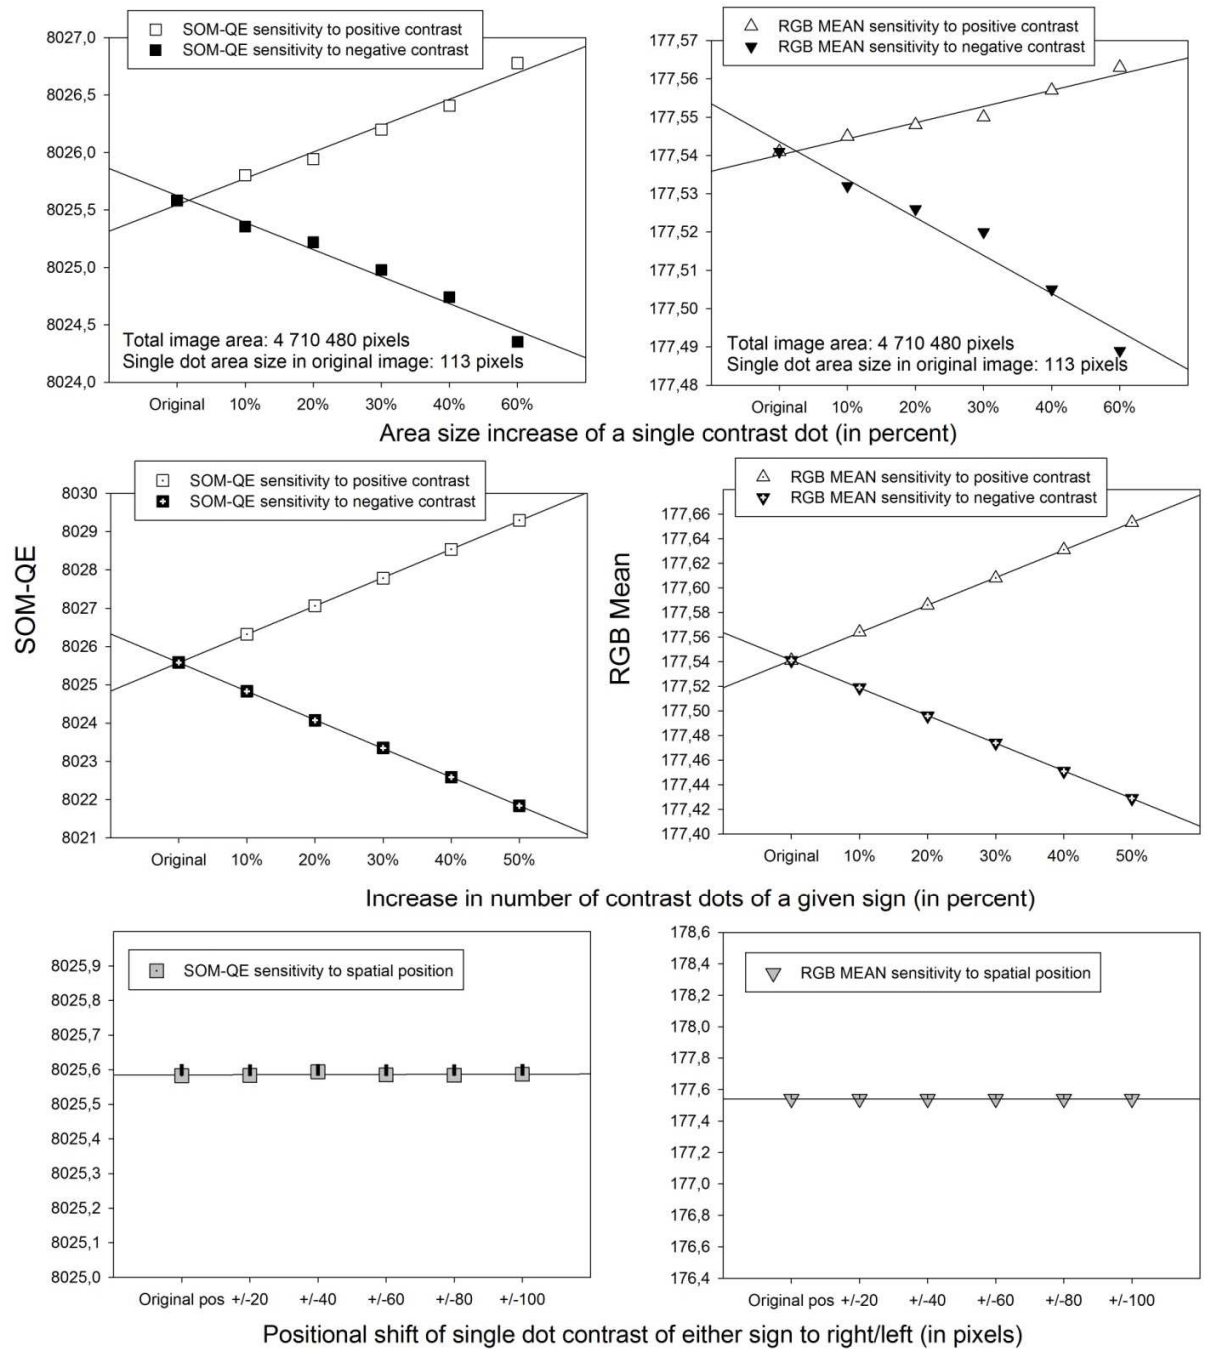 SOM-QE sensitivity to positive contrast
SOM-QE sensitivity to negative contrast
8027,0
8026,5
8026,0
8025,5
8025,0
8024,5
8024,0
Total image area: 4 710 480 pixels
Single dot area size in original image: 113 pixels
Original 10% 20% 30% 40% 60%
RGB MEAN sensitivity to positive contrast
RGB MEAN sensitivity to negative contrast
177,57
177,56
177,55
177,54
177,53
177,52
177,51
177,50
177,49
177,48
Total image area: 4 710 480 pixels
Single dot area size in original image: 113 pixels
Original 10% 20% 30% 40% 60%
Area size increase of a single contrast dot (in percent)
SOM-QE sensitivity to positive contrast
SOM-QE sensitivity to negative contrast
SOM-QE
8030
8029
8028
8027
8026
8025
8024
8023
8022
8021
Original 10% 20% 30% 40% 50%
RGB MEAN sensitivity to positive contrast
RGB MEAN sensitivity to negative contrast
RGB Mean
177,66
177,64
177,62
177,60
177,58
177,56
177,54
177,52
177,50
177,48
177,46
177,44
177,42
177,40
Original 10% 20% 30% 40% 50%
Increase in number of contrast dots of a given sign (in percent)
SOM-QE sensitivity to spatial position
8025,9
8025,8
8025,7
8025,6
8025,5
8025,4
8025,3
8025,2
8025,1
8025,0
Original pos +/-20 +/-40 +/-60 +/-80 +/-100
RGB MEAN sensitivity to spatial position
178,6
178,4
178,2
178,0
177,8
177,6
177,4
177,2
177,0
176,8
176,6
176,4
Original pos +/-20 +/-40 +/-60 +/-80 +/-100
Positional shift of single dot contrast of either sign to right/left (in pixels)